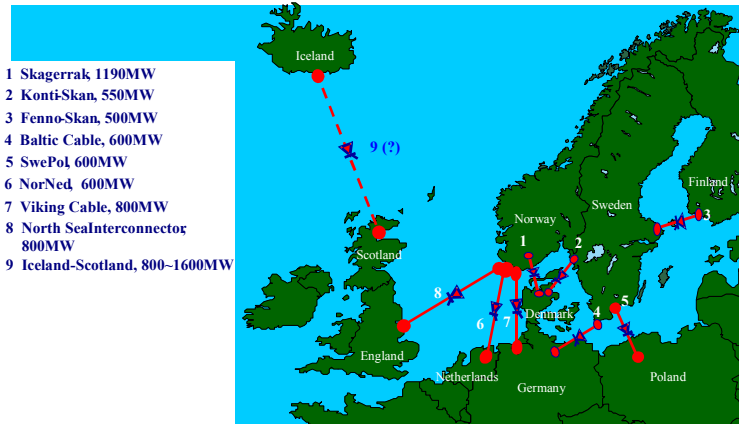 1 Skagerrak, 1190MW
2 Konti-Skan, 550MW
3 Fenno-Skan, 500MW
4 Baltic Cable, 600MW
5 SwePol, 600MW
6 NorNed, 600MW
7 Viking Cable, 800MW
8 North SeaInterconnector,
800MW
9 Iceland-Scotland, 800~1600MW
Iceland
9 (?)
Finland
Sweden
Norway
3
1
2
Scotland
8
5
6
7
Denmark
4
England
Netherlands
Germany
Poland